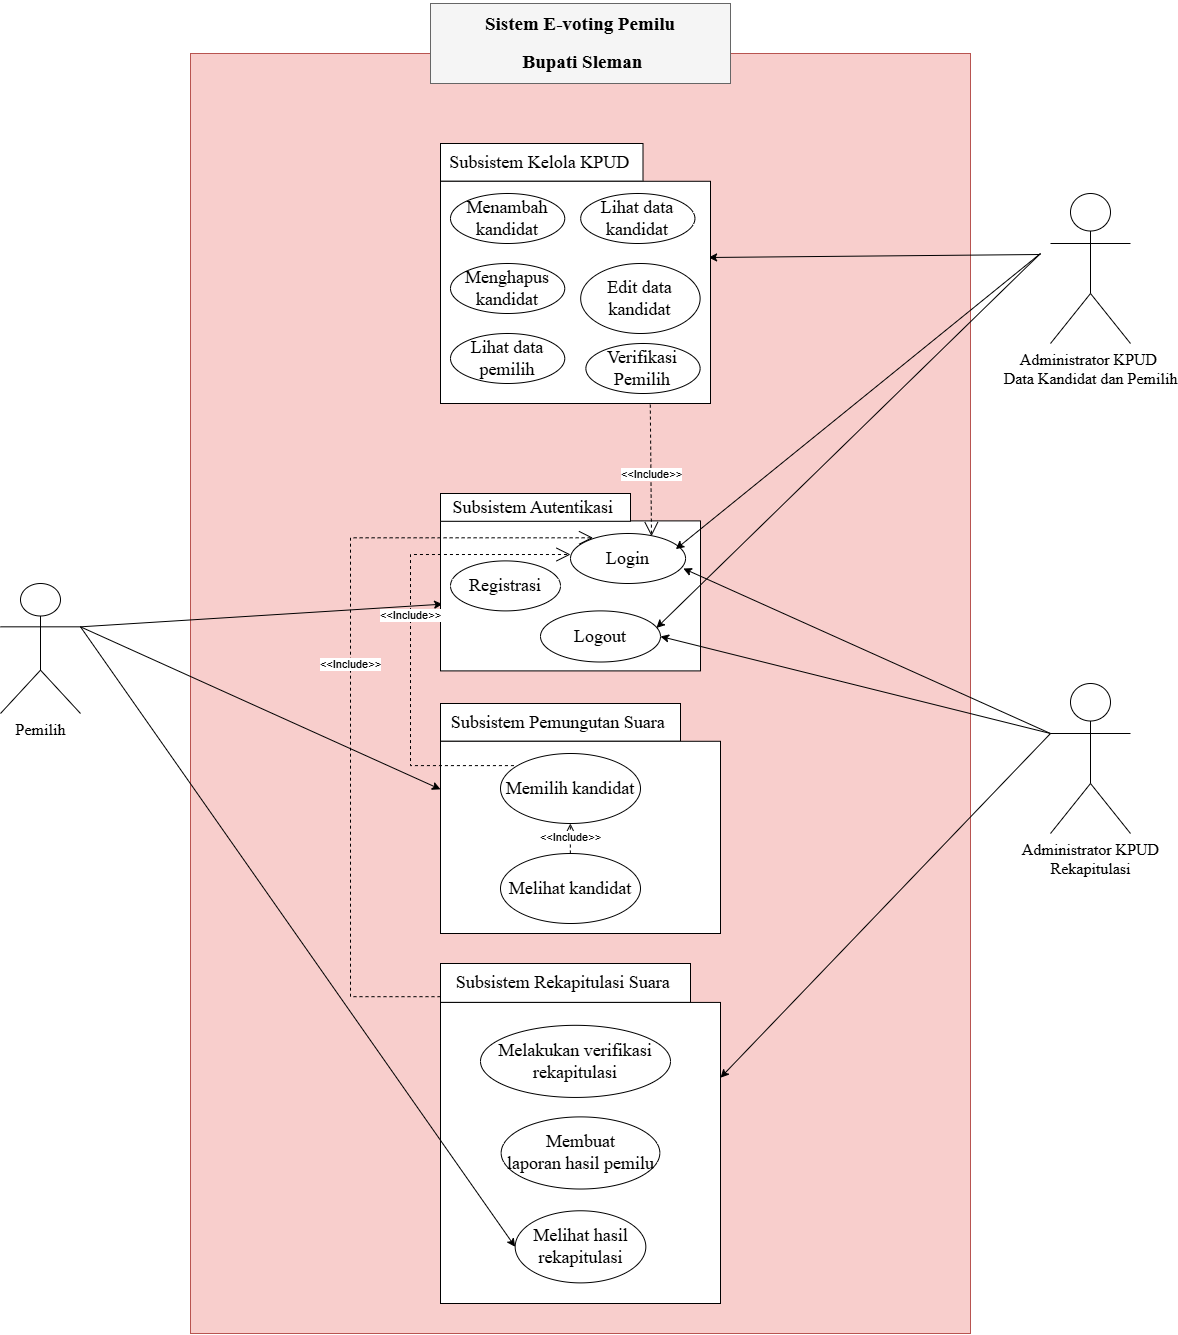 Sistem E-voting Pemilu
Bupati Sleman
Subsistem Kelola KPUD
Menambah
kandidat
Lihat data
kandidat
Menghapus
kandidat
Edit data
kandidat
Lihat data
pemilih
Verifikasi
Pemilih
Administrator KPUD
Data Kandidat dan Pemilih
<<Include>>
Subsistem Autentikasi
Login
Registrasi
Logout
<<Include>>
<<Include>>
Pemilih
Subsistem Pemungutan Suara
Memilih kandidat
<<Include>>
Melihat kandidat
Administrator KPUD
Rekapitulasi
Subsistem Rekapitulasi Suara
Melakukan verifikasi
rekapitulasi
Membuat
laporan hasil pemilu
Melihat hasil
rekapitulasi